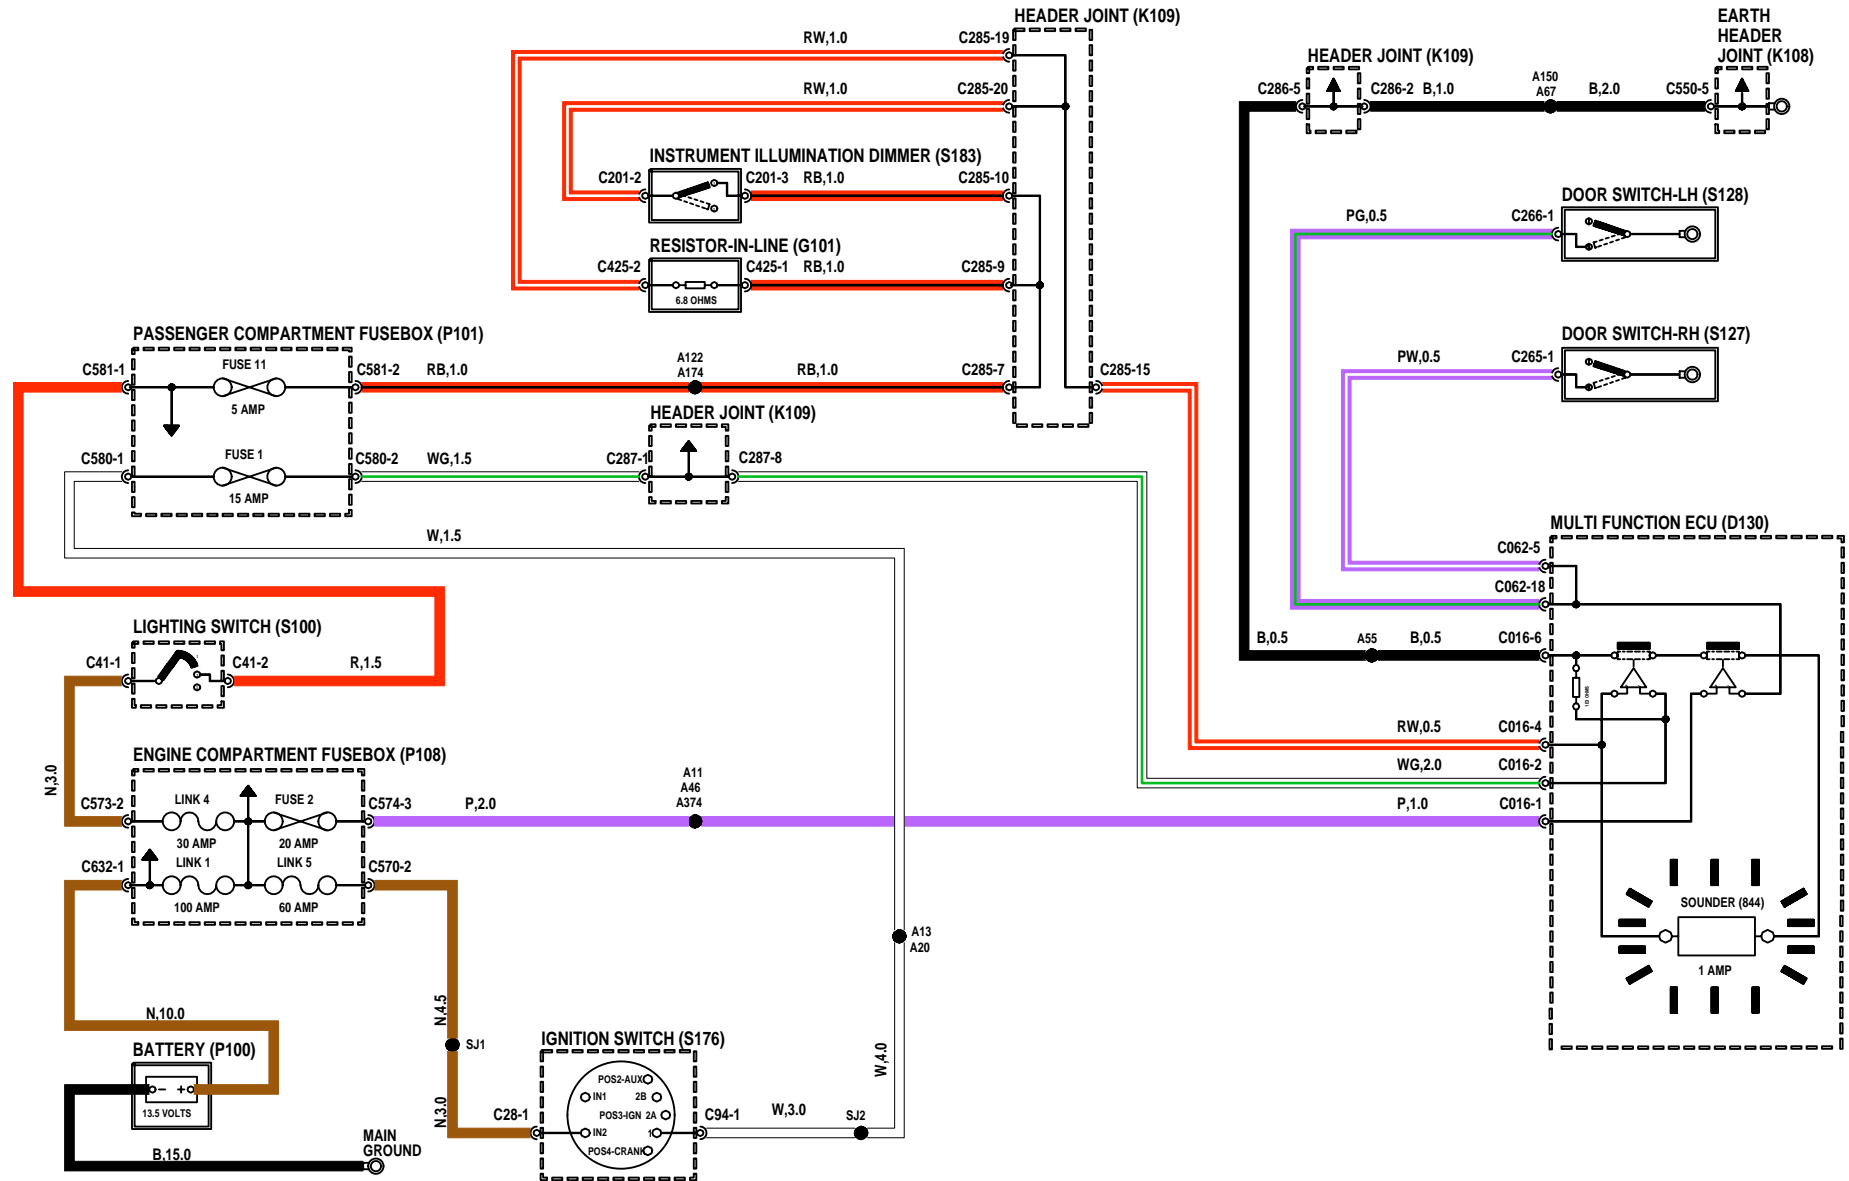 HEADER JOINT (K109)
EARTH
HEADER
JOINT (K108)
RW,1.0
C285-19
HEADER JOINT (K109)
RW,1.0
C285-20
C286-5
C286-2
B,1.0
A150
A67
B,2.0
C550-5
INSTRUMENT ILLUMINATION DIMMER (S183)
C201-2
C201-3
RB,1.0
C285-10
DOOR SWITCH-LH (S128)
PG,0.5
C266-1
RESISTOR-IN-LINE (G101)
C425-2
C425-1
RB,1.0
C285-9
6.8 OHMS
PASSENGER COMPARTMENT FUSEBOX (P101)
DOOR SWITCH-RH (S127)
PW,0.5
C265-1
C581-1
FUSE 11
C581-2
RB,1.0
A122
A174
RB,1.0
C285-7
C285-15
5 AMP
HEADER JOINT (K109)
C580-1
FUSE 1
C580-2
WG,1.5
C287-1
C287-8
15 AMP
W,1.5
MULTI FUNCTION ECU (D130)
C062-5
C062-18
LIGHTING SWITCH (S100)
C41-1
C41-2
R,1.5
B,0.5
A55
B,0.5
C016-6
RW,0.5
C016-4
ENGINE COMPARTMENT FUSEBOX (P108)
N,3.0
WG,2.0
C016-2
C573-2
LINK 4
FUSE 2
C574-3
P,2.0
A11
A46
A374
P,1.0
C016-1
30 AMP
20 AMP
C632-1
LINK 1
LINK 5
C570-2
100 AMP
60 AMP
SOUNDER (844)
A13
A20
1 AMP
N,10.0
N,4.5
BATTERY (P100)
SJ1
IGNITION SWITCH (S176)
W,4.0
- +
13.5 VOLTS
POS2-AUX
IN1
2B
POS3-IGN 2A
N,3.0
C28-1
IN2
1
C94-1
W,3.0
SJ2
POS4-CRANK
MAIN
GROUND
B,15.0